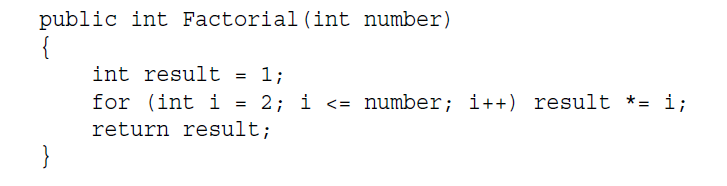 public int Factorial(int number)
{
    int result = 1;
    for (int i = 2; i <= number; i++) result *= i;
    return result;
}